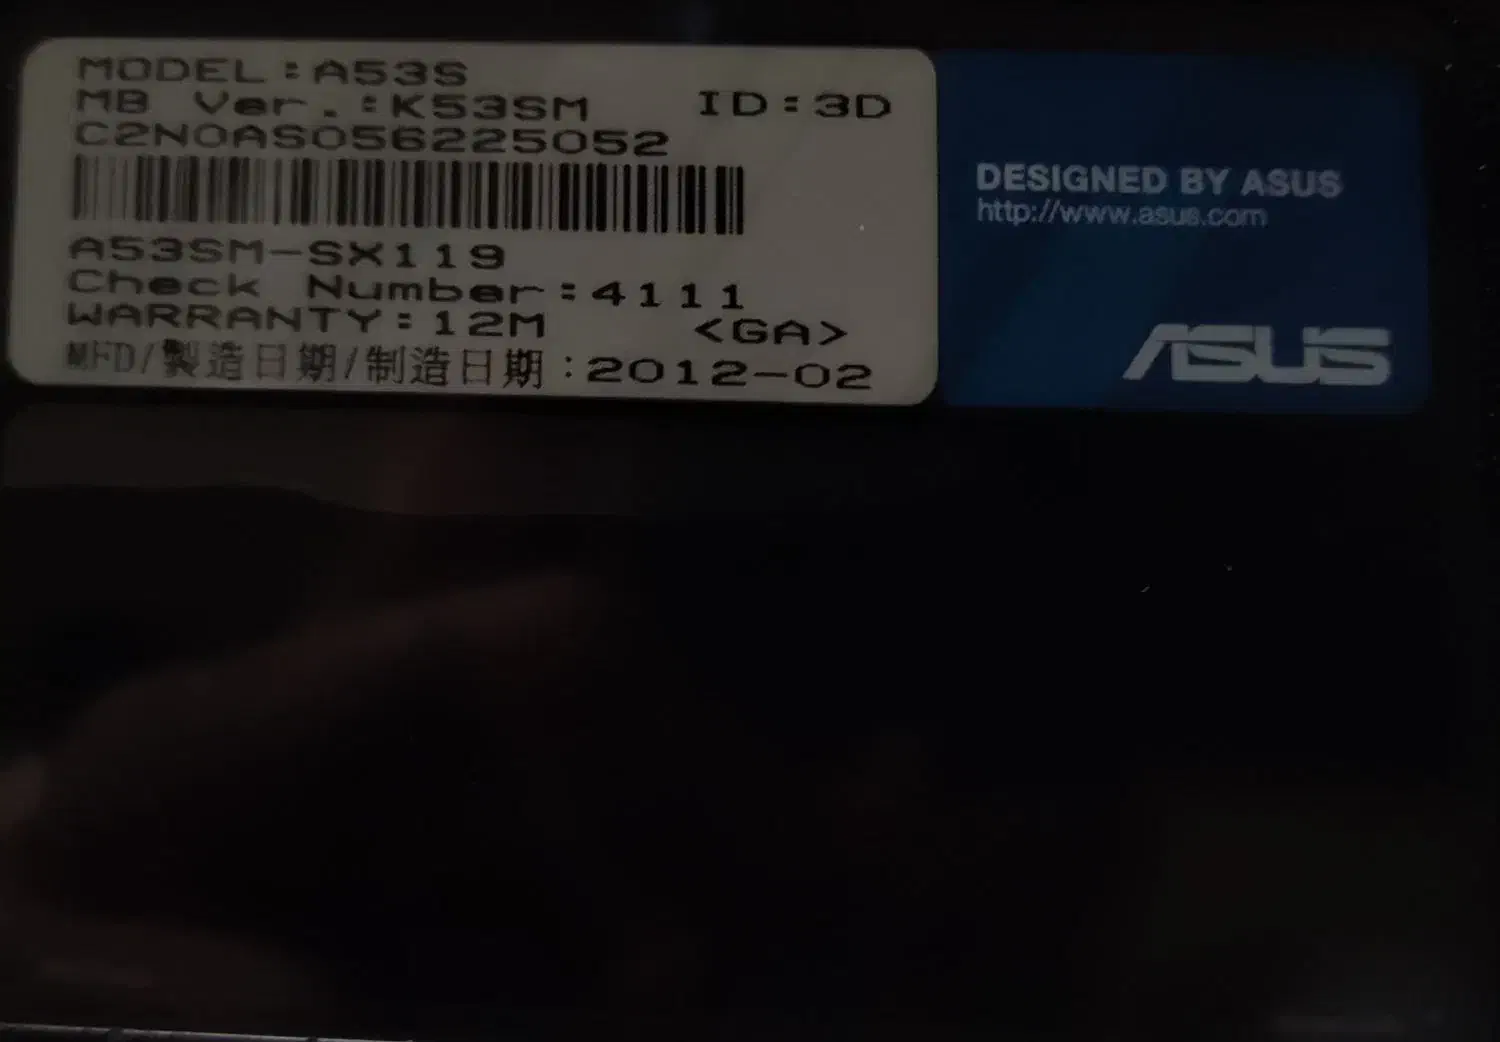 MODEL:A53S
MB Ver.:K53SM ID:3D
C2N0AS056225052
A53SM-SX119
Check Number:4111
WARRANTY:12M <GA>
MFD/製造日期/制造日期:2012-02
DESIGNED BY ASUS
http://www.asus.com
ASUS